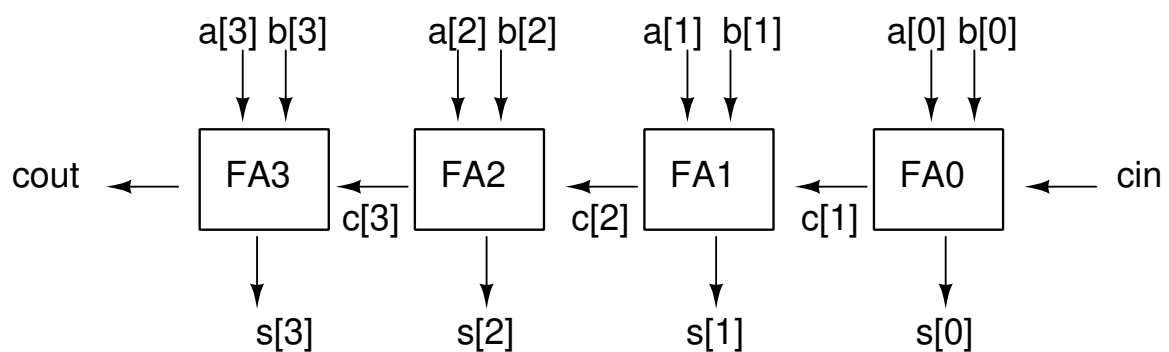 a[3] b[3] a[2] b[2] a[1] b[1] a[0] b[0]
cout FA3 FA2 FA1 FA0 cin
c[3] c[2] c[1]
s[3] s[2] s[1] s[0]